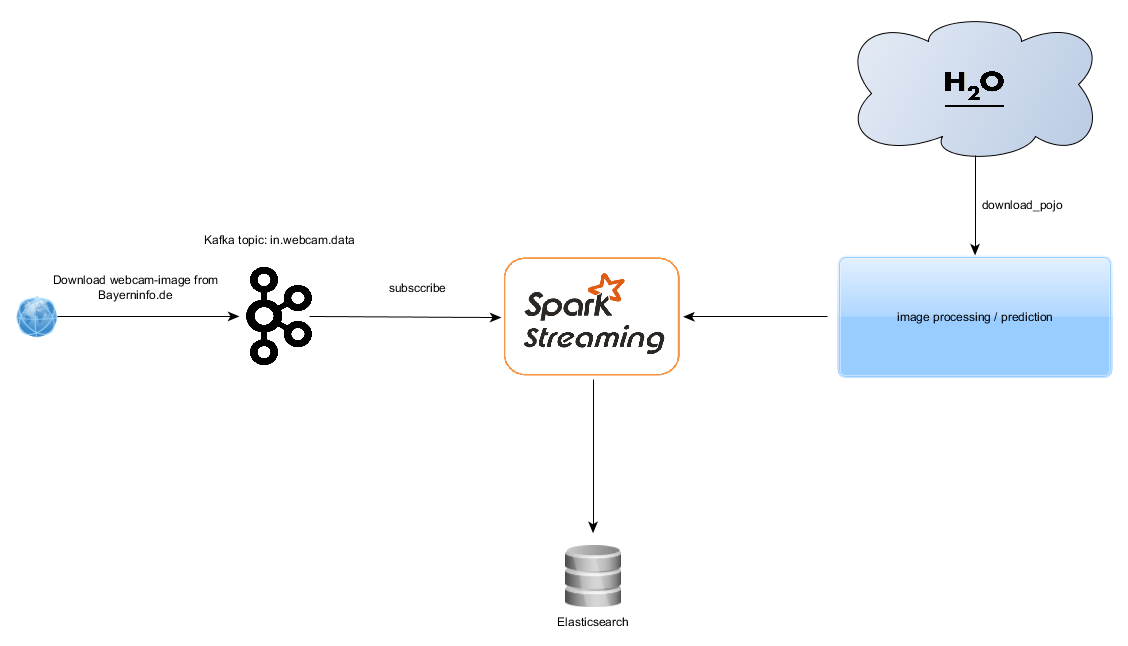 H2O
download_pojo
Kafka topic: in.webcam.data
Download webcam-image from
Bayerninfo.de
subsccribe
Spark
Streaming
image processing / prediction
Elasticsearch